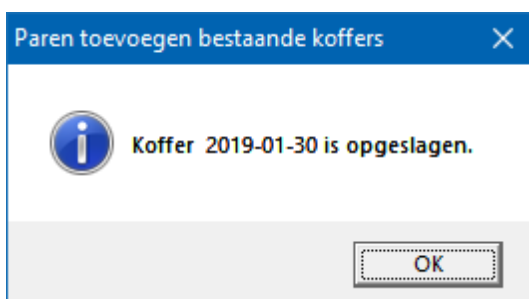 Paren toevoegen bestaande koffers
Koffer 2019-01-30 is opgeslagen.
OK